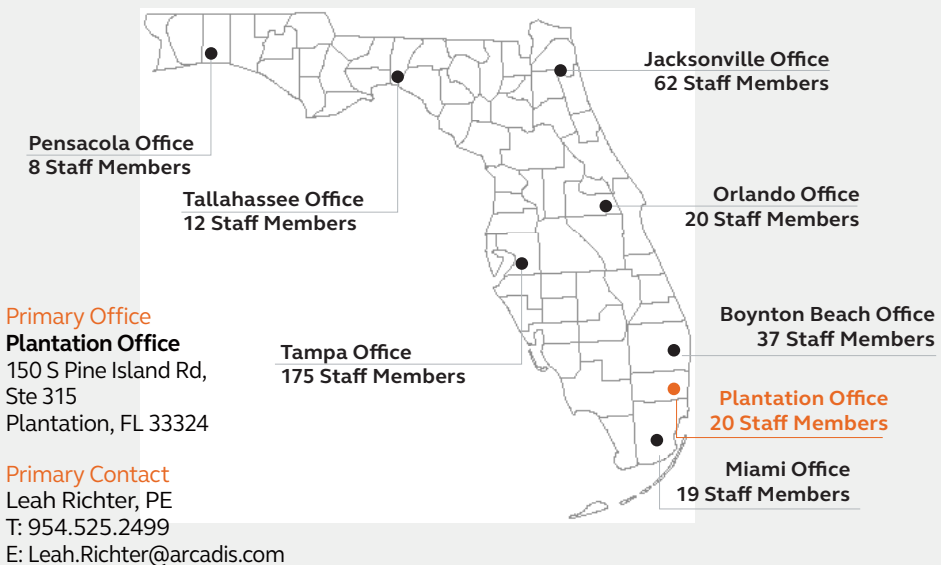 Jacksonville Office
62 Staff Members
Pensacola Office
8 Staff Members
Tallahassee Office
12 Staff Members
Orlando Office
20 Staff Members
Primary Office
Plantation Office
150 S Pine Island Rd,
Ste 315
Plantation, FL 33324
Tampa Office
175 Staff Members
Boynton Beach Office
37 Staff Members
Plantation Office
20 Staff Members
Miami Office
19 Staff Members
Primary Contact
Leah Richter, PE
T: 954.525.2499
E: Leah.Richter@arcadis.com